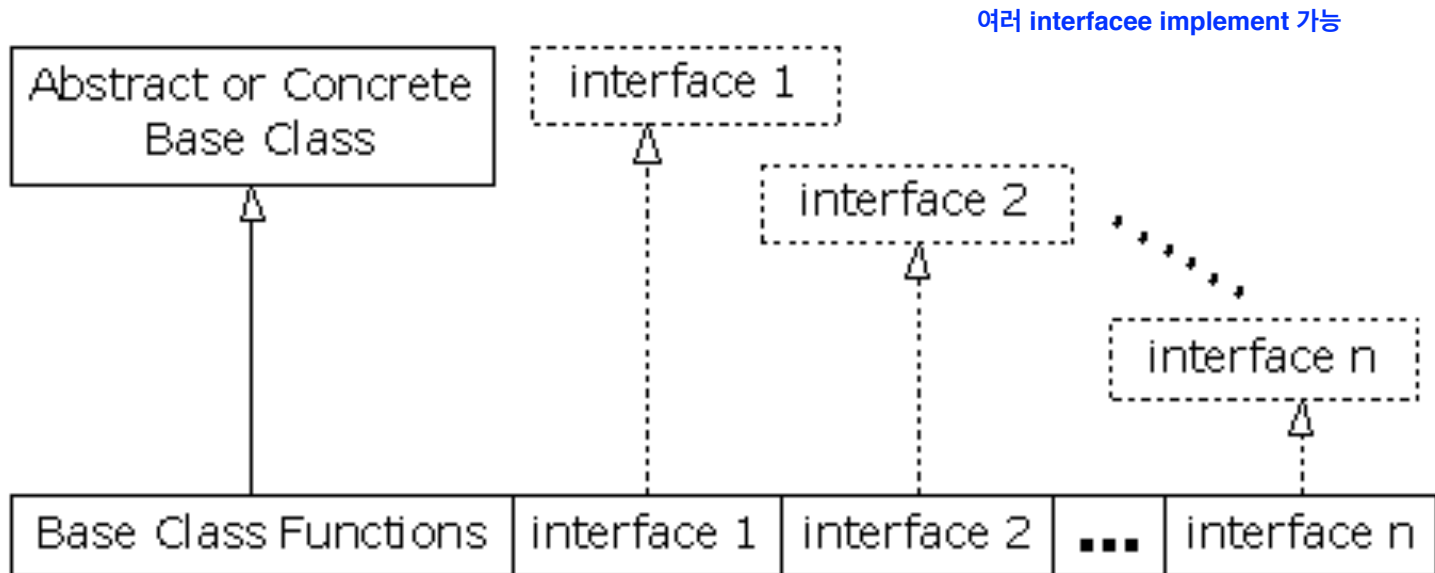 여러 interfacee implement 가능
Abstract or Concrete
Base Class
interface 1
interface 2
interface n
Base Class Functions interface 1 interface 2 ... interface n